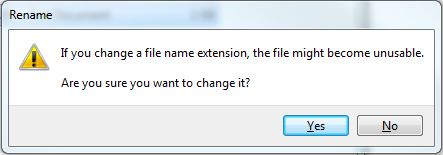 Rename
If you change a file name extension, the file might become unusable.
Are you sure you want to change it?
Yes No